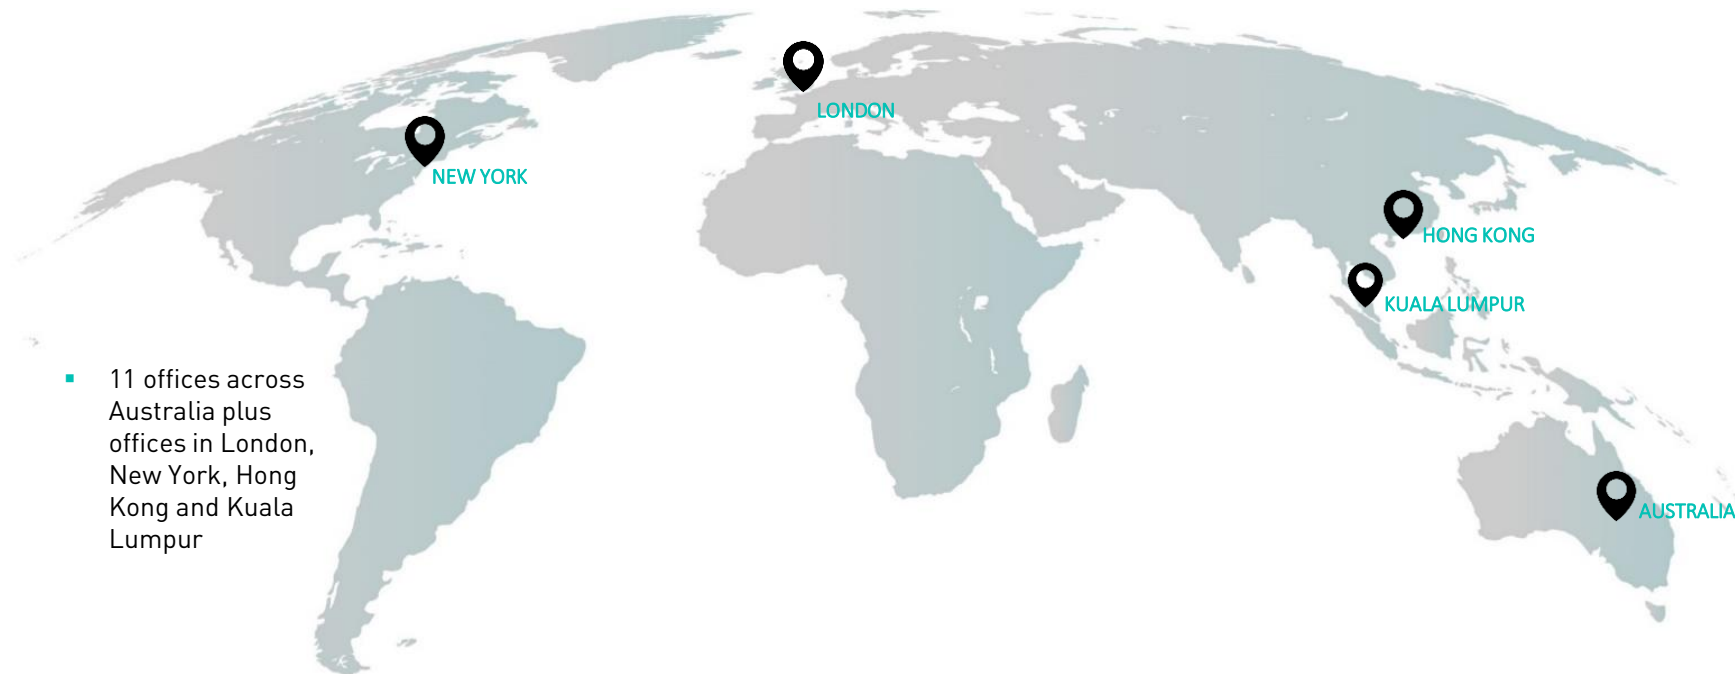 LONDON
NEW YORK
HONG KONG
KUALA LUMPUR
▪ 11 offices across
Australia plus
offices in London,
New York, Hong
Kong and Kuala
Lumpur
AUSTRALIA